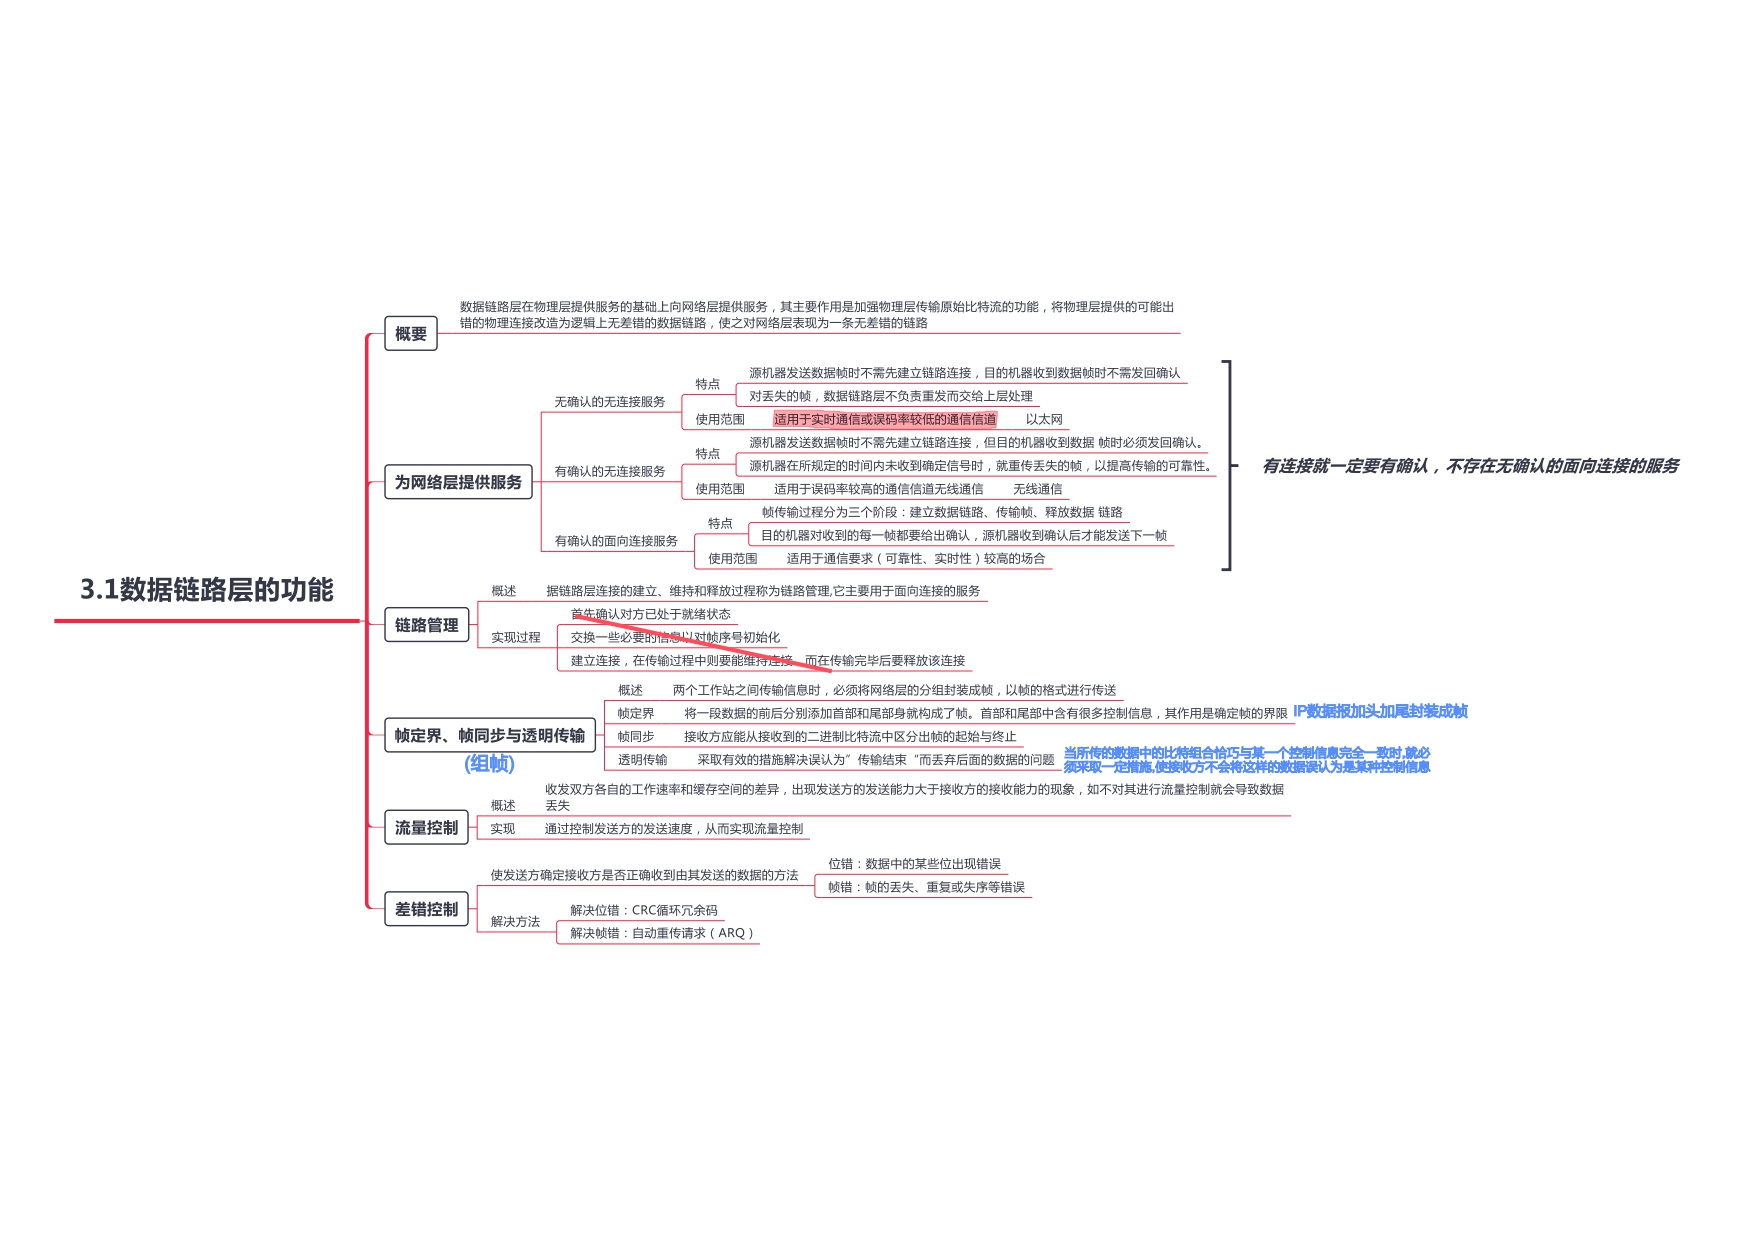 数据链路层在物理层提供服务的基础上向网络层提供服务，其主要作用是加强物理层传输原始比特流的功能，将物理层提供的可能出
错的物理连接改造为逻辑上无差错的数据链路，使之对网络层表现为一条无差错的链路
概要
源机器发送数据帧时不需先建立链路连接，目的机器收到数据帧时不需发回确认
特点
对丢失的帧，数据链路层不负责重发而交给上层处理
无确认的无连接服务
使用范围 适用于实时通信或误码率较低的通信信道 以太网
源机器发送数据帧时不需先建立链路连接，但目的机器收到数据 帧时必须发回确认。
特点
源机器在所规定的时间内未收到确定信号时，就重传丢失的帧，以提高传输的可靠性。
有确认的无连接服务
为网络层提供服务
使用范围 适用于误码率较高的通信信道无线通信 无线通信
帧传输过程分为三个阶段：建立数据链路、传输帧、释放数据 链路
特点
目的机器对收到的每一帧都要给出确认，源机器收到确认后才能发送下一帧
有确认的面向连接服务
使用范围 适用于通信要求（可靠性、实时性）较高的场合
有连接就一定要有确认，不存在无确认的面向连接的服务
3.1数据链路层的功能
概述 据链路层连接的建立、维持和释放过程称为链路管理,它主要用于面向连接的服务
链路管理
首先确认对方已处于就绪状态
实现过程 交换一些必要的信息以对帧序号初始化
建立连接，在传输过程中则要能维持连接，而在传输完毕后要释放该连接
概述 两个工作站之间传输信息时，必须将网络层的分组封装成帧，以帧的格式进行传送
帧定界 将一段数据的前后分别添加首部和尾部身就构成了帧。首部和尾部中含有很多控制信息，其作用是确定帧的界限 IP数据报加头加尾封装成帧
帧定界、帧同步与透明传输
(组帧)
帧同步 接收方应能从接收到的二进制比特流中区分出帧的起始与终止
透明传输 采取有效的措施解决误认为”传输结束“而丢弃后面的数据的问题
当所传的数据中的比特组合恰巧与某一个控制信息完全一致时,就必
须采取一定措施,使接收方不会将这样的数据误认为是某种控制信息
收发双方各自的工作速率和缓存空间的差异，出现发送方的发送能力大于接收方的接收能力的现象，如不对其进行流量控制就会导致数据
概述 丢失
流量控制
实现 通过控制发送方的发送速度，从而实现流量控制
位错：数据中的某些位出现错误
使发送方确定接收方是否正确收到由其发送的数据的方法
帧错：帧的丢失、重复或失序等错误
差错控制
解决位错：CRC循环冗余码
解决方法
解决帧错：自动重传请求（ARQ）